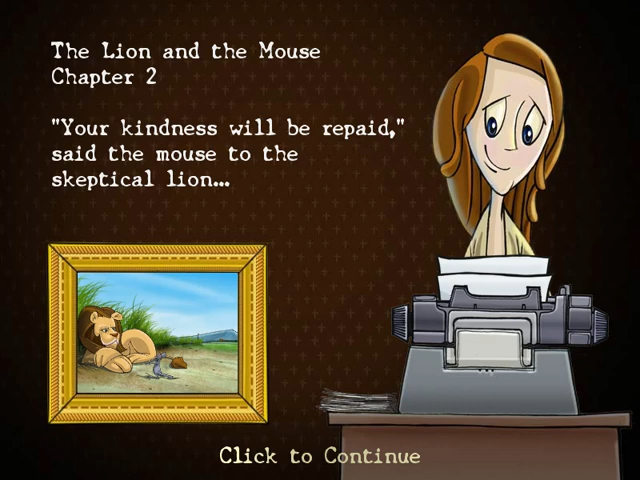 The Lion and the Mouse
Chapter 2
"Your kindness will be repaid,"
said the mouse to the
skeptical lion...
Click to Continue